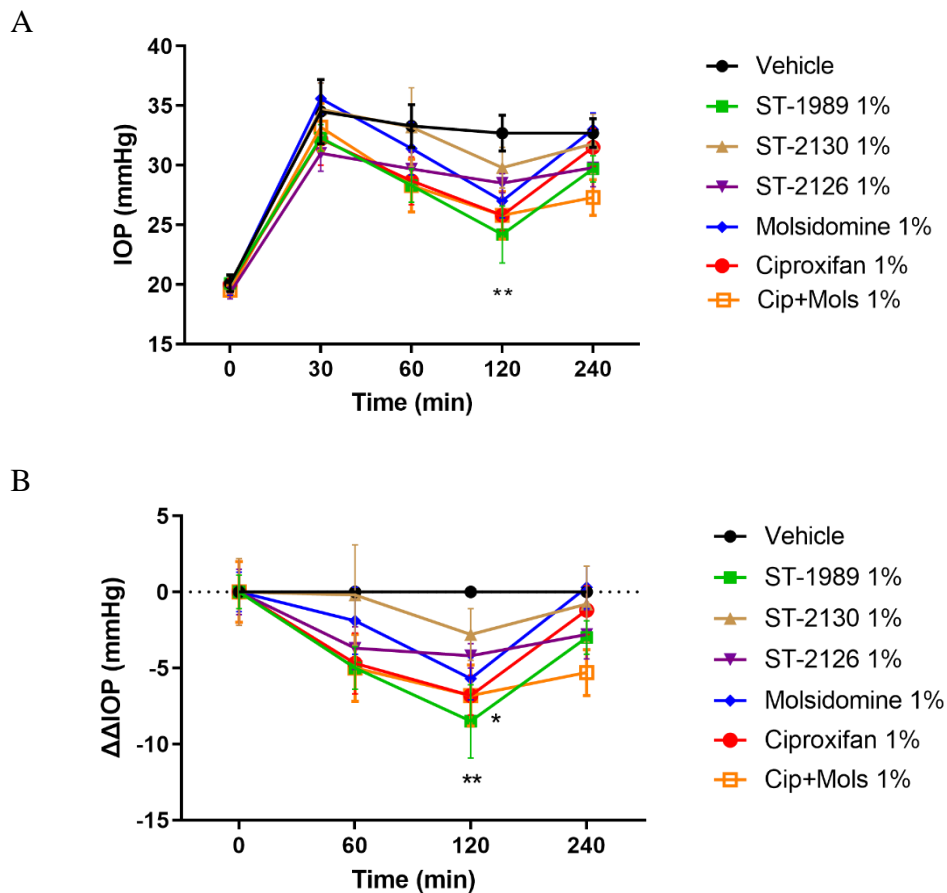 A
40
35
30
25
20
15
IOP (mmHg)
**
0 30 60 120 240
Time (min)
Vehicle
ST-1989 1%
ST-2130 1%
ST-2126 1%
Molsidomine 1%
Ciproxifan 1%
Cip+Mols 1%
B
5
0
-5
-10
-15
ΔΔIOP (mmHg)
*
**
0 60 120 240
Time (min)
Vehicle
ST-1989 1%
ST-2130 1%
ST-2126 1%
Molsidomine 1%
Ciproxifan 1%
Cip+Mols 1%